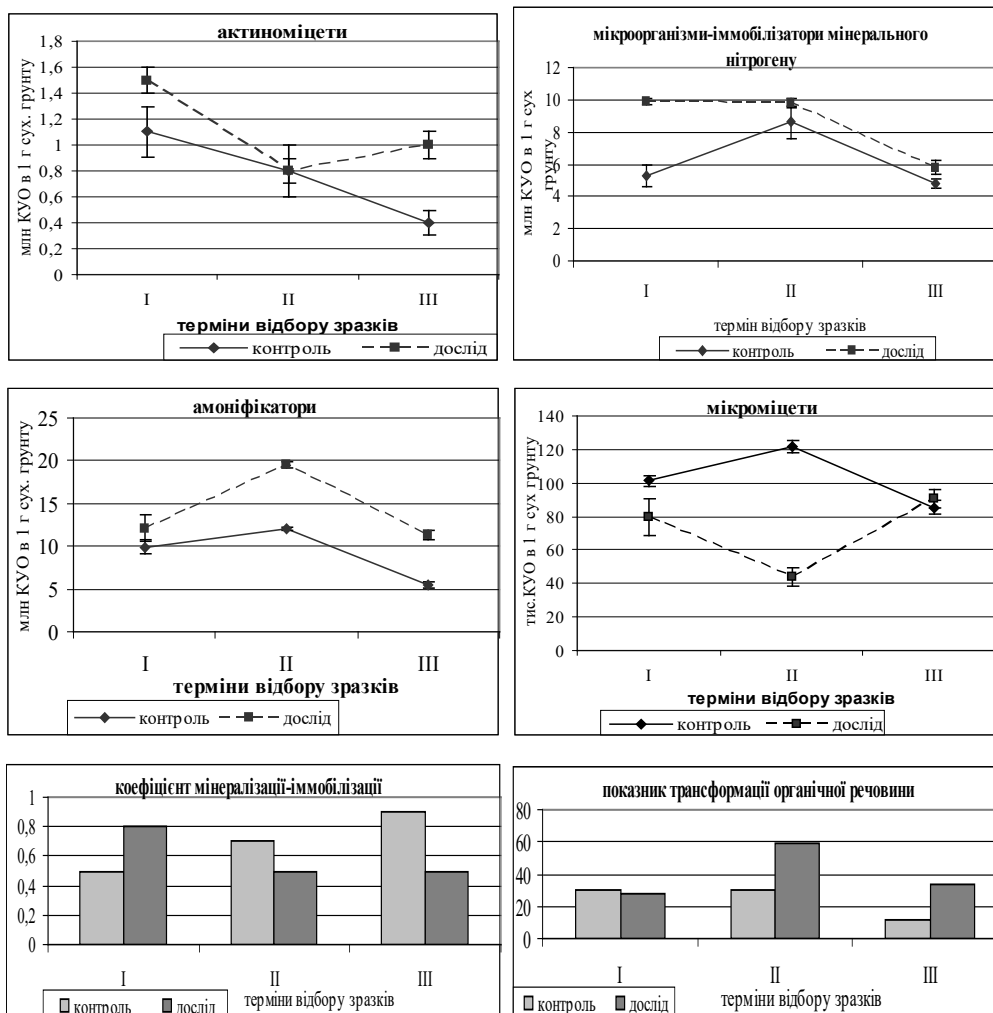 актиноміцети
млн КУО в 1 г сух. грунту
1,8
1,6
1,4
1,2
1
0,8
0,6
0,4
0,2
0
I II III
терміни відбору зразків
контроль дослід
мікроорганізми-іммобілізатори мінерального
нітрогену
млн КУО в 1 г сух
грунту
12
10
8
6
4
2
0
I II III
термін відбору зразків
контроль дослід
амоніфікатори
млн КУО в 1 г сух. грунту
25
20
15
10
5
0
I II III
терміни відбору зразків
контроль дослід
мікроміцети
тис.КУО в 1 г сух грунту
140
120
100
80
60
40
20
0
I II III
терміни відбору зразків
контроль дослід
коефіцієнт мінералізації-іммобілізації
1
0,8
0,6
0,4
0,2
0
I II III
терміни відбору зразків
контроль дослід
показник трансформації органічної речовини
80
60
40
20
0
I II III
терміни відбору зразків
контроль дослід